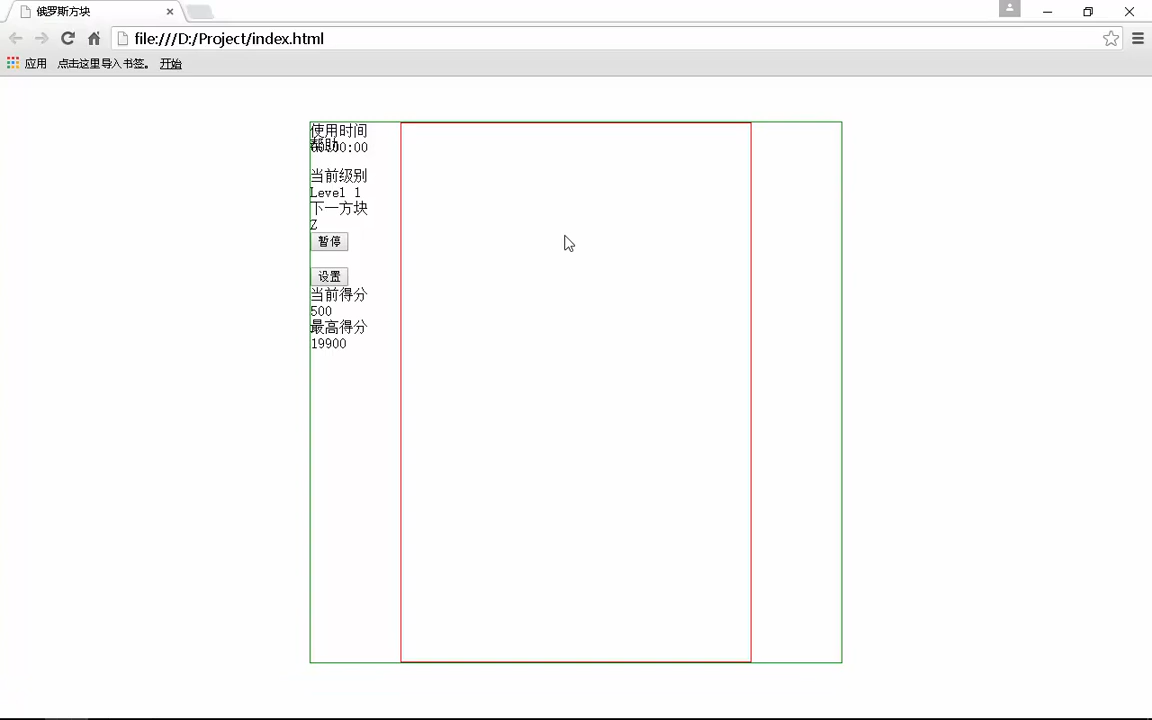 俄罗斯方块
file:///D:/Project/index.html
应用 点击这里导入书签。 开始
使用时间
帮助
00:00:00
当前级别
Level 1
下一方块
Z
暂停
设置
当前得分
500
最高得分
19900